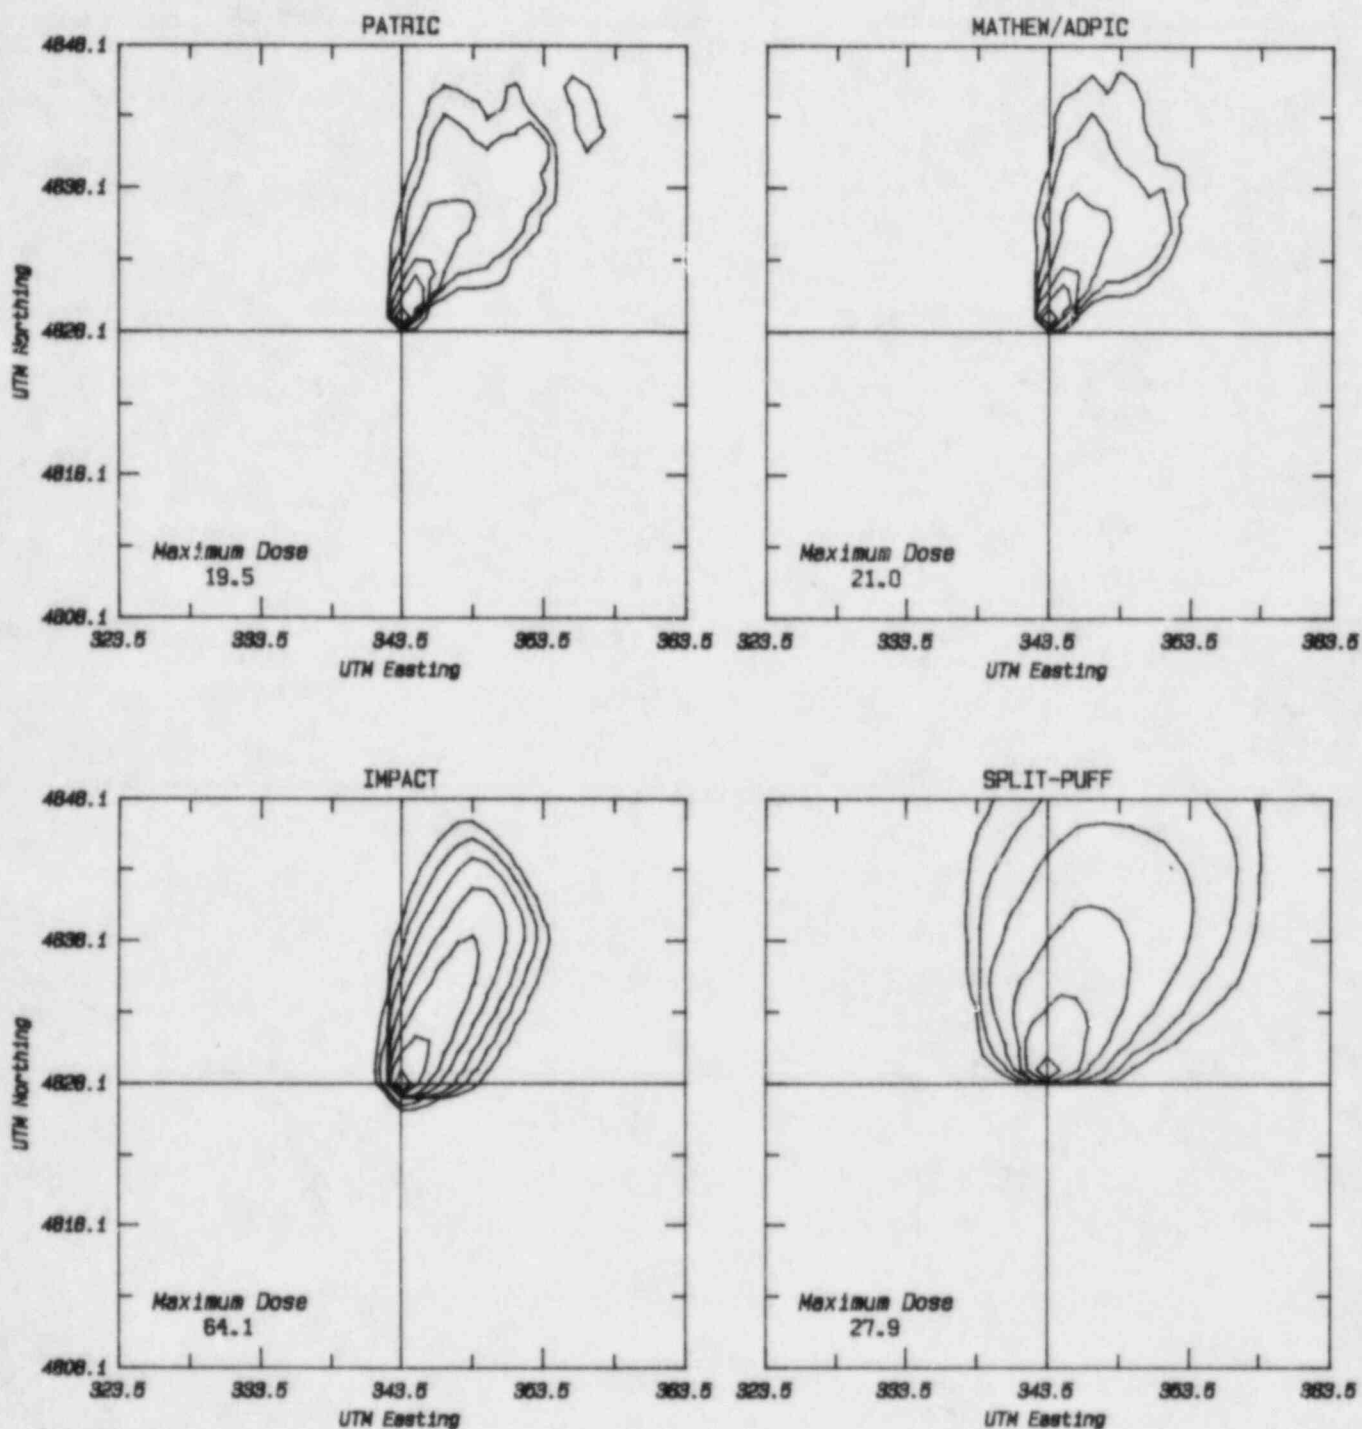 PATRIC
4848.1
4838.1
4828.1
4818.1
4808.1
UTM Northing
Maximum Dose
19.5
323.5 333.5 343.5 353.5 363.5
UTM Easting
MATHEW/ADPIC
Maximum Dose
21.0
323.5 333.5 343.5 353.5 363.5
UTM Easting
IMPACT
4848.1
4838.1
4828.1
4818.1
4808.1
UTM Northing
Maximum Dose
64.1
323.5 333.5 343.5 353.5 363.5
UTM Easting
SPLIT-PUFF
Maximum Dose
27.9
323.5 333.5 343.5 353.5 363.5
UTM Easting